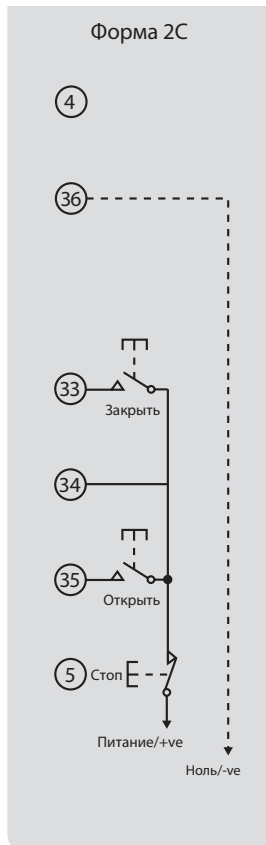 Форма 2C
4
36
33
Закрыть
34
35
Открыть
5 Стоп
Питание/+ve
Ноль/-ve